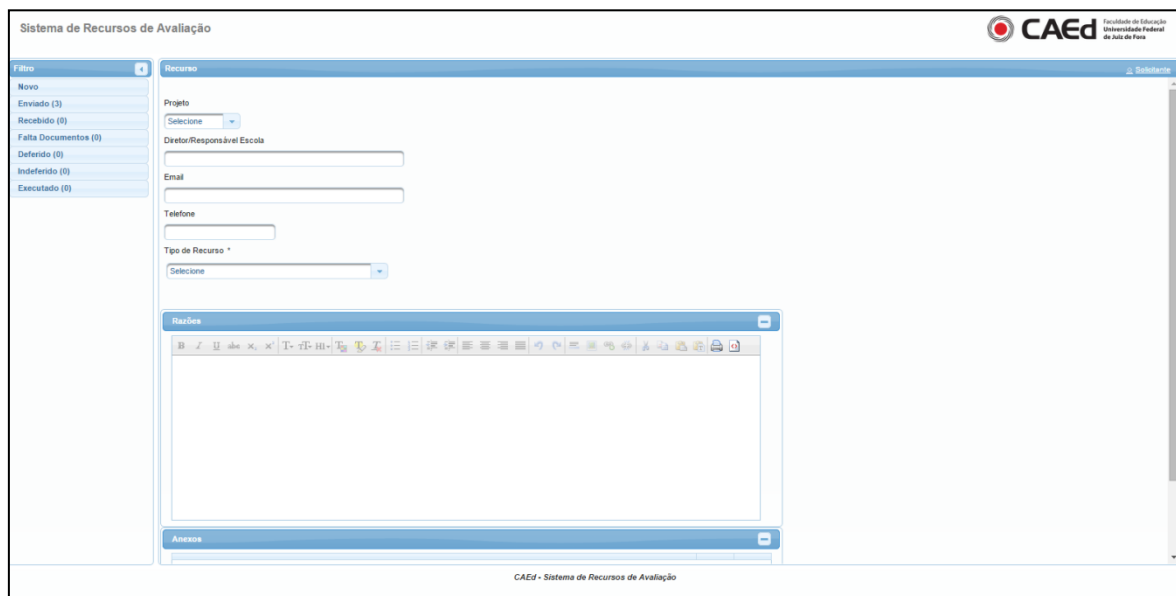 Sistema de Recursos de Avaliação
CAEd
Faculdade de Educação
Universidade Federal
de Juiz de Fora
Filtro
Novo
Enviado (3)
Recebido (0)
Falta Documentos (0)
Deferido (0)
Indeferido (0)
Executado (0)
Recurso
Solicitante
Projeto
Selecione
Diretor/Responsável Escola
Email
Telefone
Tipo de Recurso *
Selecione
Razões
Anexos
CAEd - Sistema de Recursos de Avaliação